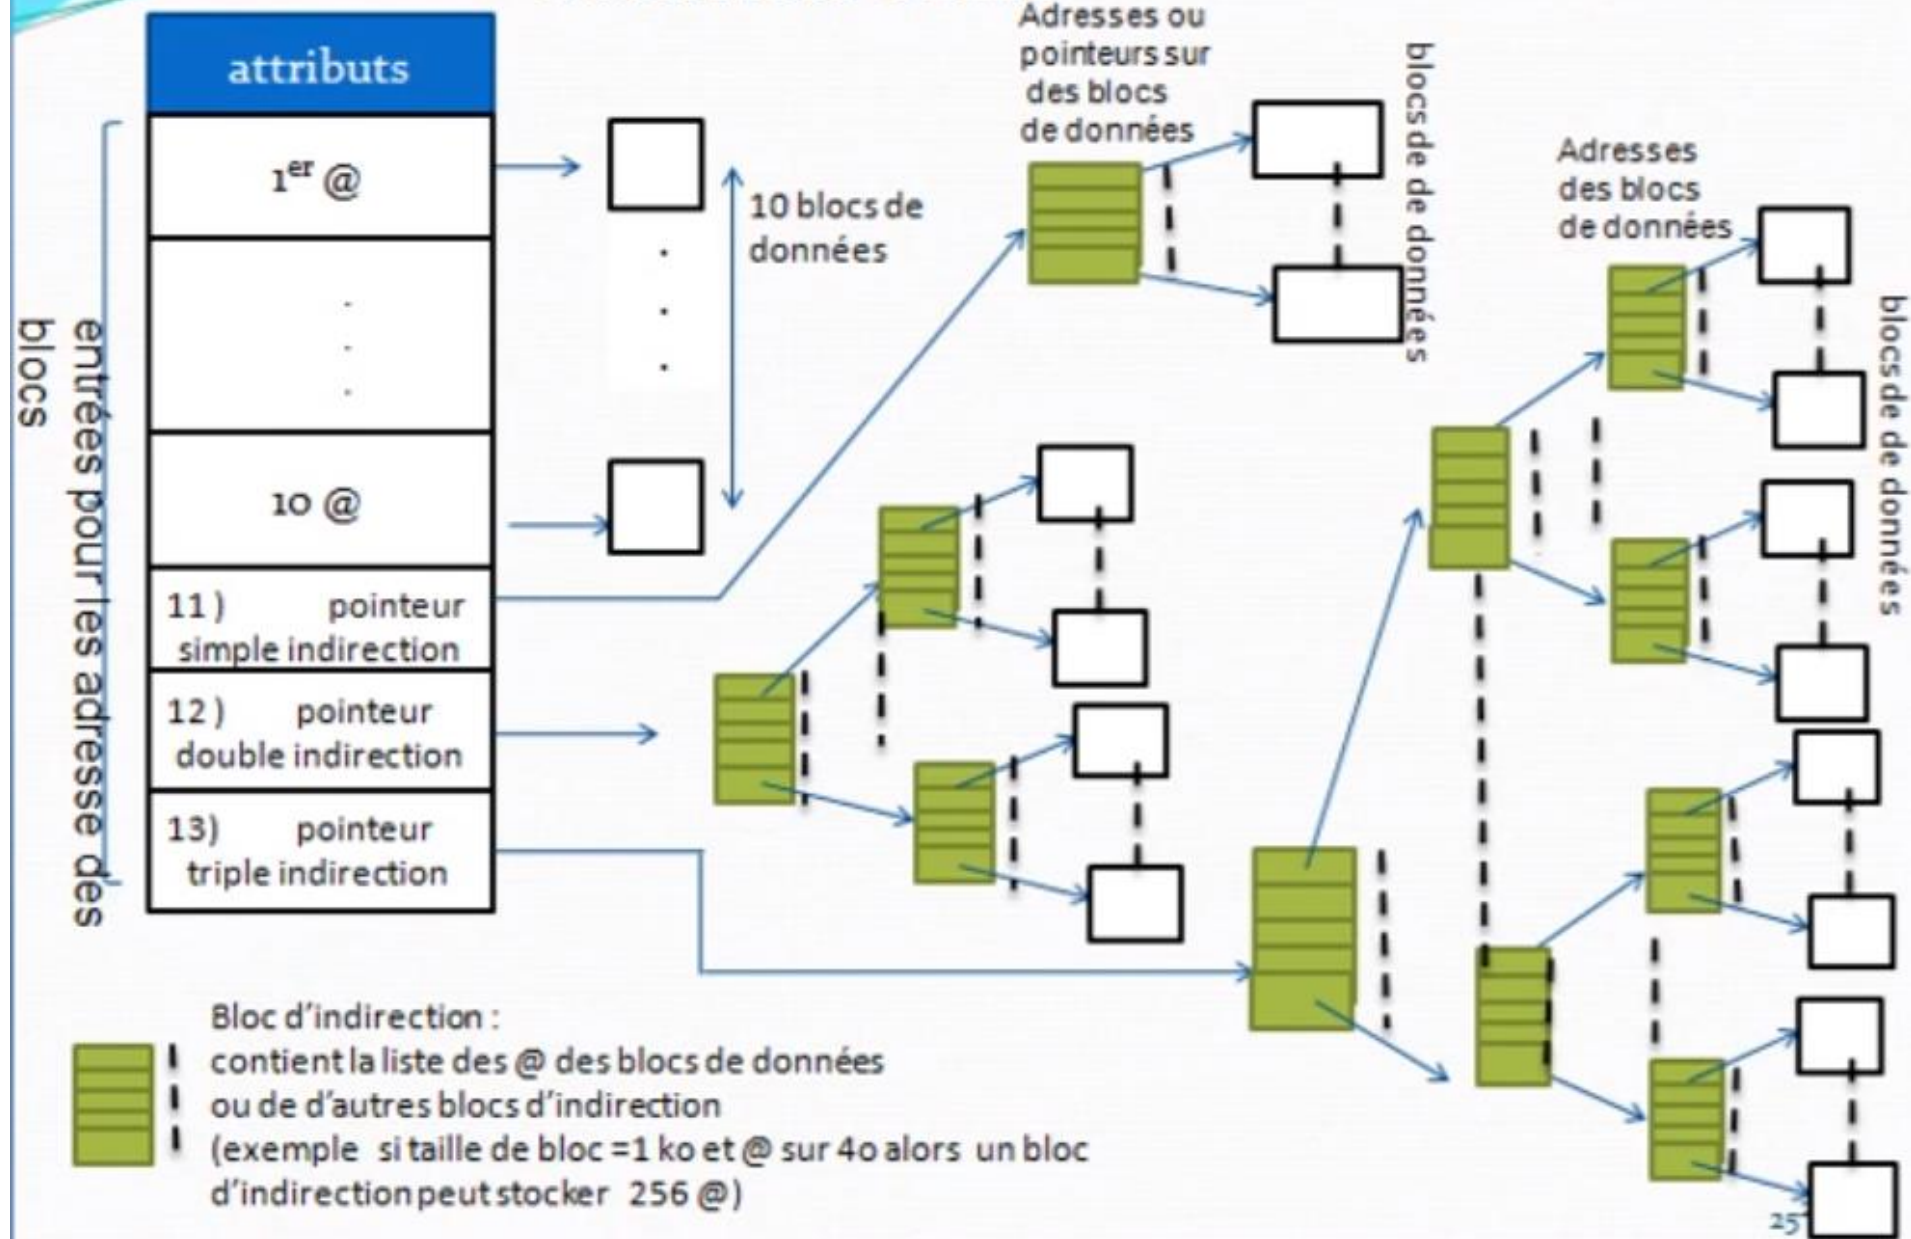 attributs
1er @
.
.
.
10 @
11) pointeur
simple indirection
12) pointeur
double indirection
13) pointeur
triple indirection
entrées pour les adresse des
blocs
10 blocs de
données
.
.
.
Adresses ou
pointeurs sur
des blocs
de données
blocs de données
Adresses
des blocs
de données
blocs de données
Bloc d'indirection :
contient la liste des @ des blocs de données
ou de d'autres blocs d'indirection
(exemple si taille de bloc =1 ko et @ sur 4o alors un bloc
d'indirection peut stocker 256 @)
25